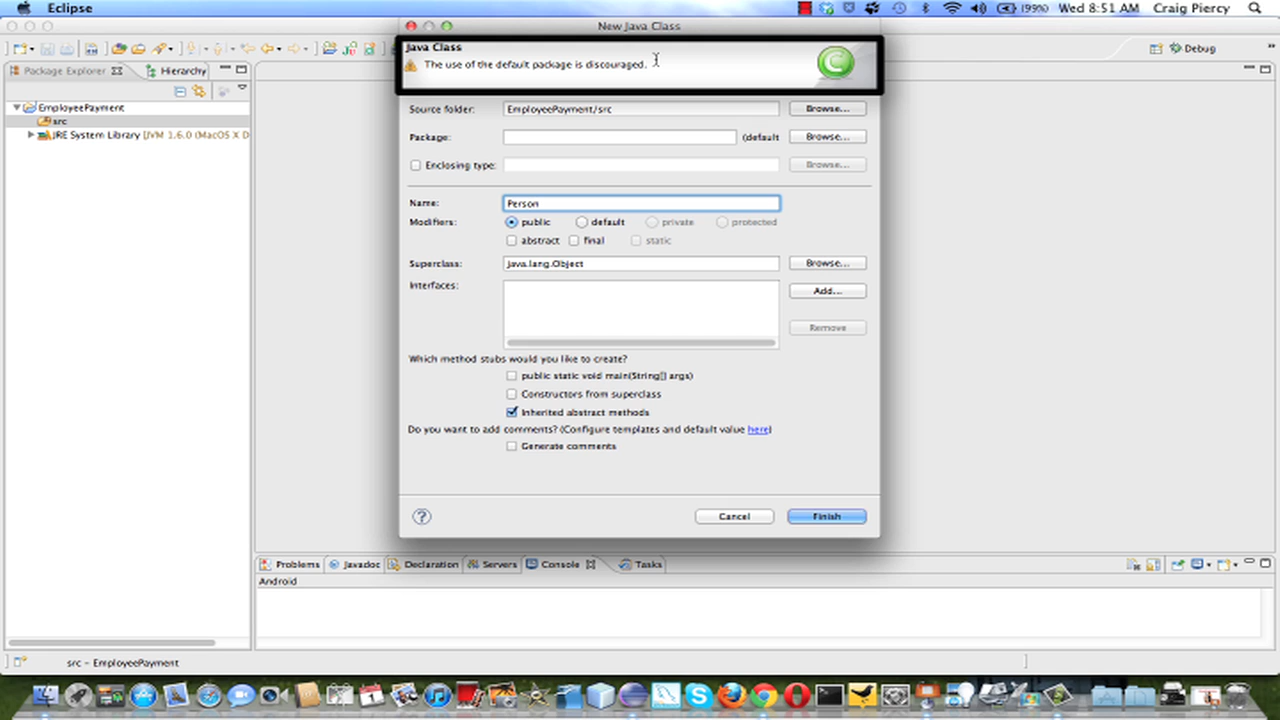 Eclipse
(99%) Wed 8:51 AM Craig Piercy
New Java Class
Debug
Java Class
The use of the default package is discouraged.
Package Explorer Hierarchy
EmployeePayment
src
JRE System Library [JVM 1.6.0 (MacOS X D
Source folder: EmployeePayment/src Browse...
Package: (default Browse...
Enclosing type: Browse...
Name: Person
Modifiers: public default private protected
abstract final static
Superclass: java.lang.Object Browse...
Interfaces: Add...
Remove
Which method stubs would you like to create?
public static void main(String[] args)
Constructors from superclass
Inherited abstract methods
Do you want to add comments? (Configure templates and default value here)
Generate comments
? Cancel Finish
Problems Javadoc Declaration Servers Console Tasks
Android
src - EmployeePayment